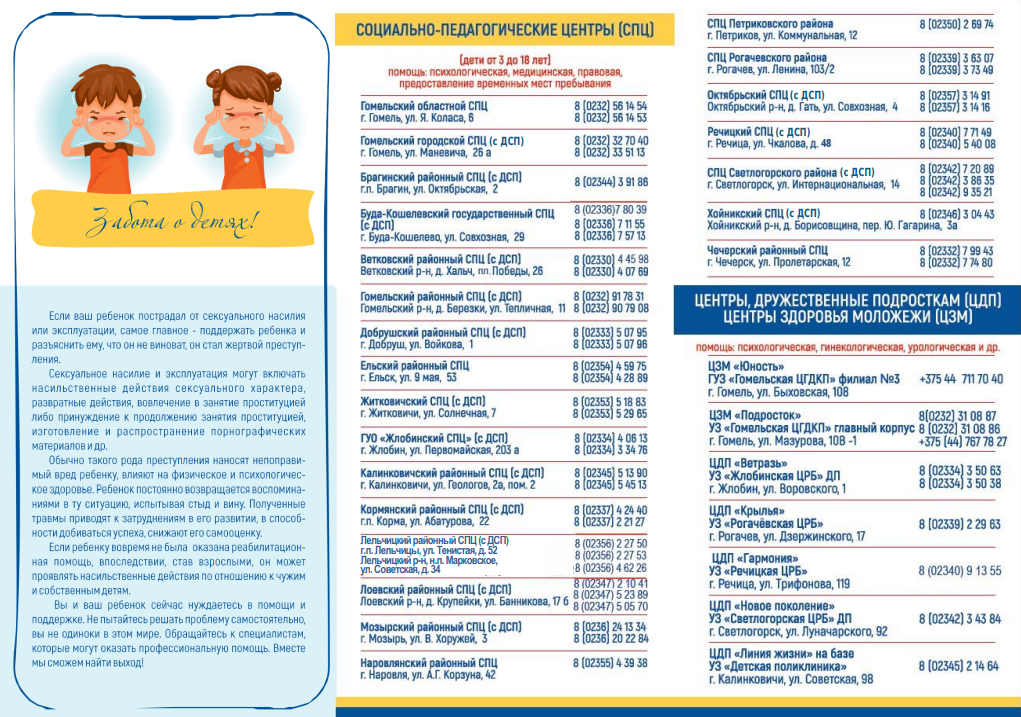 Забота о детях!
Если ваш ребенок пострадал от сексуального насилия
или эксплуатации, самое главное - поддержать ребенка и
разъяснить ему, что он не виноват, он стал жертвой преступ-
ления.
Сексуальное насилие и эксплуатация могут включать
насильственные действия сексуального характера,
развратные действия, вовлечение в занятие проституцией
либо принуждение к продолжению занятия проституцией,
изготовление и распространение порнографических
материалов и др.
Обычно такого рода преступления наносят непоправи-
мый вред ребенку, влияют на физическое и психологичес-
кое здоровье. Ребенок постоянно возвращается воспомина-
ниями в ту ситуацию, испытывая стыд и вину. Полученные
травмы приводят к затруднениям в его развитии, в способ-
ности добиваться успеха, снижают его самооценку.
Если ребенку вовремя не была оказана реабилитацион-
ная помощь, впоследствии, став взрослыми, он может
проявлять насильственные действия по отношению к чужим
и собственным детям.
Вы и ваш ребенок сейчас нуждаетесь в помощи и
поддержке. Не пытайтесь решать проблему самостоятельно,
вы не одиноки в этом мире. Обращайтесь к специалистам,
которые могут оказать профессиональную помощь. Вместе
мы сможем найти выход!
СОЦИАЛЬНО-ПЕДАГОГИЧЕСКИЕ ЦЕНТРЫ (СПЦ)
(дети от 3 до 18 лет)
помощь: психологическая, медицинская, правовая,
предоставление временных мест пребывания
Гомельский областной СПЦ 8 (0232) 56 14 54
г. Гомель, ул. Я. Коласа, 6 8 (0232) 56 14 53
Гомельский городской СПЦ (с ДСП) 8 (0232) 32 70 40
г. Гомель, ул. Маневича, 26 а 8 (0232) 33 51 13
Брагинский районный СПЦ (с ДСП) 8 (02344) 3 91 86
г.п. Брагин, ул. Октябрьская, 2
Буда-Кошелевский государственный СПЦ 8 (02336)7 80 39
(с ДСП) 8 (02336) 7 11 55
г. Буда-Кошелево, ул. Совхозная, 29 8 (02336) 7 57 13
Ветковский районный СПЦ (с ДСП) 8 (02330) 4 45 98
Ветковский р-н, д. Хальч, пл. Победы, 26 8 (02330) 4 07 69
Гомельский районный СПЦ (с ДСП) 8 (0232) 91 78 31
Гомельский р-н, д. Березки, ул. Тепличная, 11 8 (0232) 90 79 08
Добрушский районный СПЦ (с ДСП) 8 (02333) 5 07 95
г. Добруш, ул. Войкова, 1 8 (02333) 5 07 96
Ельский районный СПЦ 8 (02354) 4 59 75
г. Ельск, ул. 9 мая, 53 8 (02354) 4 28 89
Житковичский СПЦ (с ДСП) 8 (02353) 5 18 83
г. Житковичи, ул. Солнечная, 7 8 (02353) 5 29 65
ГУО «Жлобинский СПЦ» (с ДСП) 8 (02334) 4 06 13
г. Жлобин, ул. Первомайская, 203 а 8 (02334) 3 34 76
Калинковичский районный СПЦ (с ДСП) 8 (02345) 5 13 90
г. Калинковичи, ул. Геологов, 2а, пом. 2 8 (02345) 5 45 13
Кормянский районный СПЦ (с ДСП) 8 (02337) 4 24 40
г.п. Корма, ул. Абатурова, 22 8 (02337) 2 21 27
Лельчицкий районный СПЦ (с ДСП) 8 (02356) 2 27 50
г.п. Лельчицы, ул. Тенистая, д. 52 8 (02356) 2 27 53
Лельчицкий р-н, н.п. Марковское, 8 (02356) 4 62 26
ул. Советская, д. 34
Лоевский районный СПЦ (с ДСП) 8 (02347) 2 10 41
Лоевский р-н, д. Крупейки, ул. Банникова, 17 б 8 (02347) 5 23 89
8 (02347) 5 05 70
Мозырский районный СПЦ (с ДСП) 8 (0236) 24 13 34
г. Мозырь, ул. В. Хоружей, 3 8 (0236) 20 22 84
Наровлянский районный СПЦ 8 (02355) 4 39 38
г. Наровля, ул. А.Г. Корзуна, 42
СПЦ Петриковского района 8 (02350) 2 69 74
г. Петриков, ул. Коммунальная, 12
СПЦ Рогачевского района 8 (02339) 3 63 07
г. Рогачев, ул. Ленина, 103/2 8 (02339) 3 73 49
Октябрьский СПЦ (с ДСП) 8 (02357) 3 14 91
Октябрьский р-н, д. Гать, ул. Совхозная, 4 8 (02357) 3 14 16
Речицкий СПЦ (с ДСП) 8 (02340) 7 71 49
г. Речица, ул. Чкалова, д. 48 8 (02340) 5 40 08
СПЦ Светлогорского района (с ДСП) 8 (02342) 7 20 89
г. Светлогорск, ул. Интернациональная, 14 8 (02342) 3 86 35
8 (02342) 9 35 21
Хойникский СПЦ (с ДСП) 8 (02346) 3 04 43
Хойникский р-н, д. Борисовщина, пер. Ю. Гагарина, 3а
Чечерский районный СПЦ 8 (02332) 7 99 43
г. Чечерск, ул. Пролетарская, 12 8 (02332) 7 74 80
ЦЕНТРЫ, ДРУЖЕСТВЕННЫЕ ПОДРОСТКАМ (ЦДП)
ЦЕНТРЫ ЗДОРОВЬЯ МОЛОЖЕЖИ (ЦЗМ)
помощь: психологическая, гинекологическая, урологическая и др.
ЦЗМ «Юность»
ГУЗ «Гомельская ЦГДКП» филиал №3 +375 44 711 70 40
г. Гомель, ул. Быховская, 108
ЦЗМ «Подросток» 8(0232) 31 08 87
УЗ «Гомельская ЦГДКП» главный корпус 8 (0232) 31 08 86
г. Гомель, ул. Мазурова, 10В -1 +375 (44) 767 78 27
ЦДП «Ветразь» 8 (02334) 3 50 63
УЗ «Жлобинская ЦРБ» ДП 8 (02334) 3 50 38
г. Жлобин, ул. Воровского, 1
ЦДП «Крылья»
УЗ «Рогачёвская ЦРБ» 8 (02339) 2 29 63
г. Рогачев, ул. Дзержинского, 17
ЦДП «Гармония»
УЗ «Речицкая ЦРБ» 8 (02340) 9 13 55
г. Речица, ул. Трифонова, 119
ЦДП «Новое поколение»
УЗ «Светлогорская ЦРБ» ДП 8 (02342) 3 43 84
г. Светлогорск, ул. Луначарского, 92
ЦДП «Линия жизни» на базе
УЗ «Детская поликлиника» 8 (02345) 2 14 64
г. Калинковичи, ул. Советская, 98